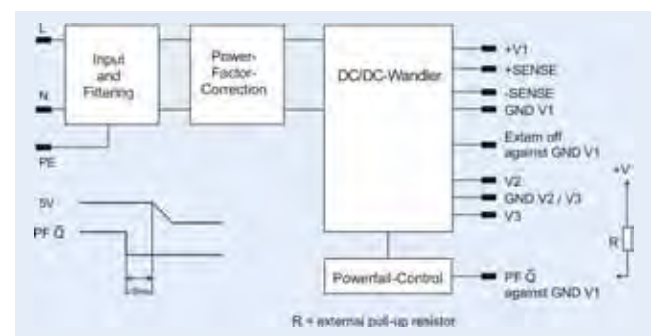 L
Input
and
Filtering
Power-
Factor-
Correction
DC/DC-Wandler
N
PE
+V1
+SENSE
-SENSE
GND V1
Extern off
against GND V1
V2
GND V2 / V3
V3
+V
R
5V
PF Q̅
Powerfail-Control
PF Q̅
against GND V1
R = external pull-up resistor